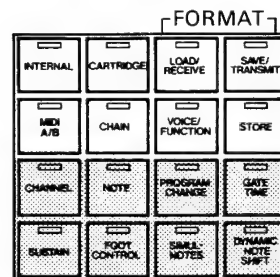 FORMAT
INTERNAL CARTRIDGE LOAD/ SAVE/
RECEIVE TRANSMIT
MIDI CHAIN VOICE/ STORE
A/B FUNCTION
CHANNEL NOTE PROGRAM GATE
CHANGE TIME
SUSTAIN FOOT SIMUL- DYNAMIC
CONTROL NOTES NOTE
SHIFT